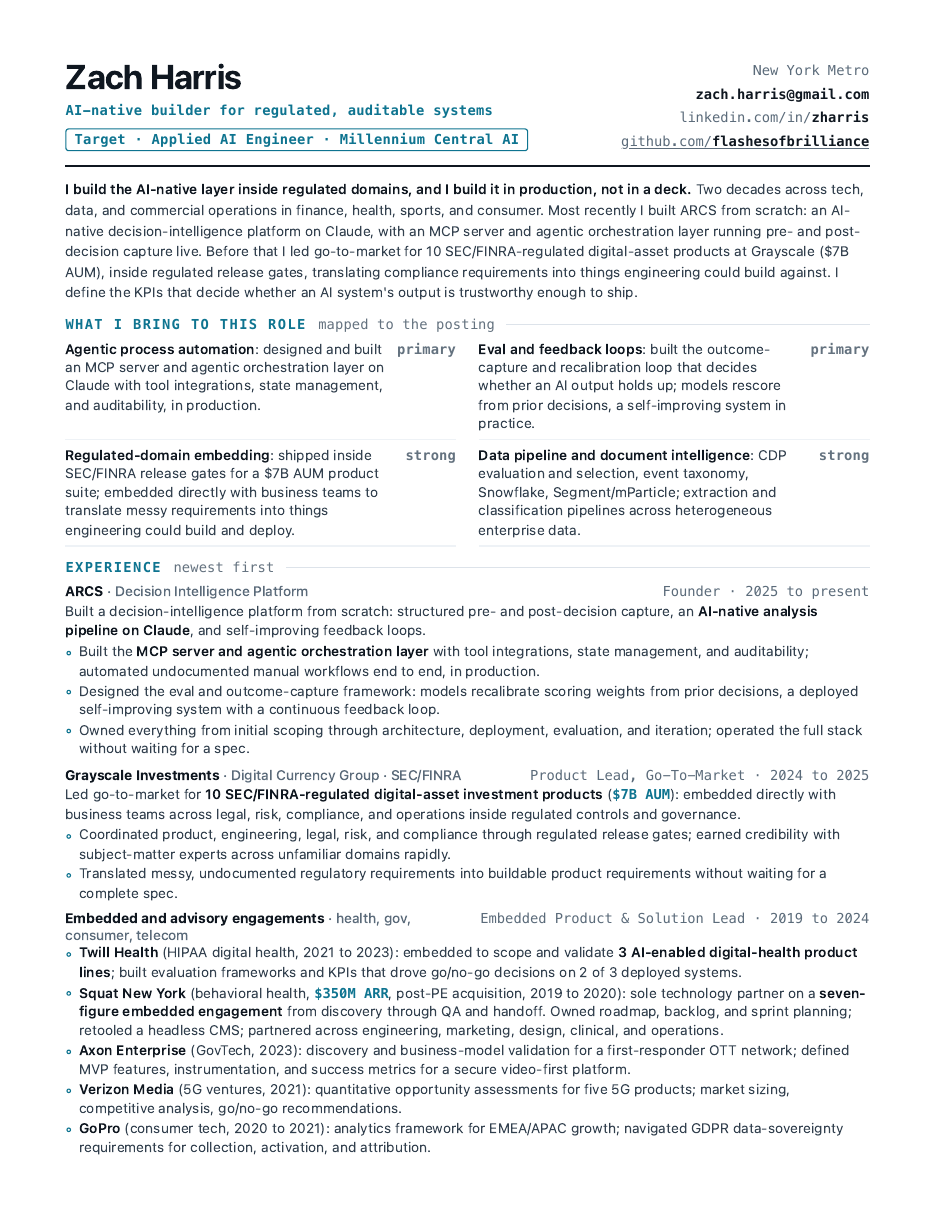 Zach Harris
AI-native builder for regulated, auditable systems
Target · Applied AI Engineer · Millennium Central AI
New York Metro
zach.harris@gmail.com
linkedin.com/in/zharris
github.com/flashesofbrilliance
I build the AI-native layer inside regulated domains, and I build it in production, not in a deck. Two decades across tech,
data, and commercial operations in finance, health, sports, and consumer. Most recently I built ARCS from scratch: an AI-
native decision-intelligence platform on Claude, with an MCP server and agentic orchestration layer running pre- and post-
decision capture live. Before that I led go-to-market for 10 SEC/FINRA-regulated digital-asset products at Grayscale ($7B
AUM), inside regulated release gates, translating compliance requirements into things engineering could build against. I
define the KPIs that decide whether an AI system's output is trustworthy enough to ship.
WHAT I BRING TO THIS ROLE mapped to the posting
Agentic process automation: designed and built primary
an MCP server and agentic orchestration layer on
Claude with tool integrations, state management,
and auditability, in production.
Eval and feedback loops: built the outcome- primary
capture and recalibration loop that decides
whether an AI output holds up; models rescore
from prior decisions, a self-improving system in
practice.
Regulated-domain embedding: shipped inside strong
SEC/FINRA release gates for a $7B AUM product
suite; embedded directly with business teams to
translate messy requirements into things
engineering could build and deploy.
Data pipeline and document intelligence: CDP strong
evaluation and selection, event taxonomy,
Snowflake, Segment/mParticle; extraction and
classification pipelines across heterogeneous
enterprise data.
EXPERIENCE newest first
ARCS · Decision Intelligence Platform Founder · 2025 to present
Built a decision-intelligence platform from scratch: structured pre- and post-decision capture, an AI-native analysis
pipeline on Claude, and self-improving feedback loops.
Built the MCP server and agentic orchestration layer with tool integrations, state management, and auditability;
automated undocumented manual workflows end to end, in production.
Designed the eval and outcome-capture framework: models recalibrate scoring weights from prior decisions, a deployed
self-improving system with a continuous feedback loop.
Owned everything from initial scoping through architecture, deployment, evaluation, and iteration; operated the full stack
without waiting for a spec.
Grayscale Investments · Digital Currency Group · SEC/FINRA Product Lead, Go-To-Market · 2024 to 2025
Led go-to-market for 10 SEC/FINRA-regulated digital-asset investment products ($7B AUM): embedded directly with
business teams across legal, risk, compliance, and operations inside regulated controls and governance.
Coordinated product, engineering, legal, risk, and compliance through regulated release gates; earned credibility with
subject-matter experts across unfamiliar domains rapidly.
Translated messy, undocumented regulatory requirements into buildable product requirements without waiting for a
complete spec.
Embedded and advisory engagements · health, gov, Embedded Product & Solution Lead · 2019 to 2024
consumer, telecom
Twill Health (HIPAA digital health, 2021 to 2023): embedded to scope and validate 3 AI-enabled digital-health product
lines; built evaluation frameworks and KPIs that drove go/no-go decisions on 2 of 3 deployed systems.
Squat New York (behavioral health, $350M ARR, post-PE acquisition, 2019 to 2020): sole technology partner on a seven-
figure embedded engagement from discovery through QA and handoff. Owned roadmap, backlog, and sprint planning;
retooled a headless CMS; partnered across engineering, marketing, design, clinical, and operations.
Axon Enterprise (GovTech, 2023): discovery and business-model validation for a first-responder OTT network; defined
MVP features, instrumentation, and success metrics for a secure video-first platform.
Verizon Media (5G ventures, 2021): quantitative opportunity assessments for five 5G products; market sizing,
competitive analysis, go/no-go recommendations.
GoPro (consumer tech, 2020 to 2021): analytics framework for EMEA/APAC growth; navigated GDPR data-sovereignty
requirements for collection, activation, and attribution.